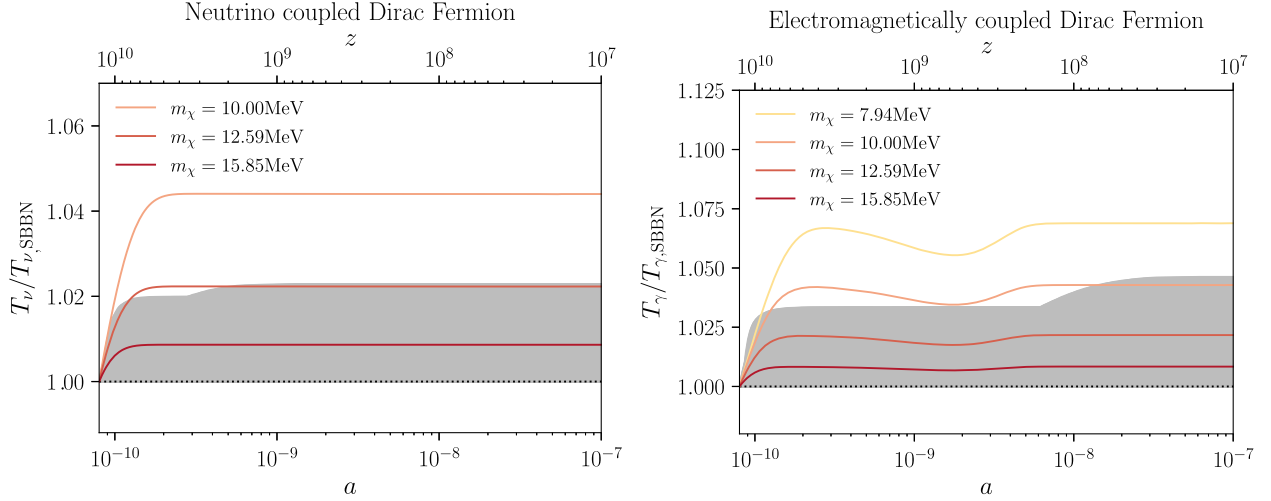 Neutrino coupled Dirac Fermion
z
10^10 10^9 10^8 10^7
m_χ = 10.00MeV
m_χ = 12.59MeV
m_χ = 15.85MeV
1.06
1.04
1.02
1.00
T_ν/T_ν,SBBN
10^−10 10^−9 10^−8 10^−7
a
Electromagnetically coupled Dirac Fermion
z
10^10 10^9 10^8 10^7
m_χ = 7.94MeV
m_χ = 10.00MeV
m_χ = 12.59MeV
m_χ = 15.85MeV
1.125
1.100
1.075
1.050
1.025
1.000
T_γ/T_γ,SBBN
10^−10 10^−9 10^−8 10^−7
a